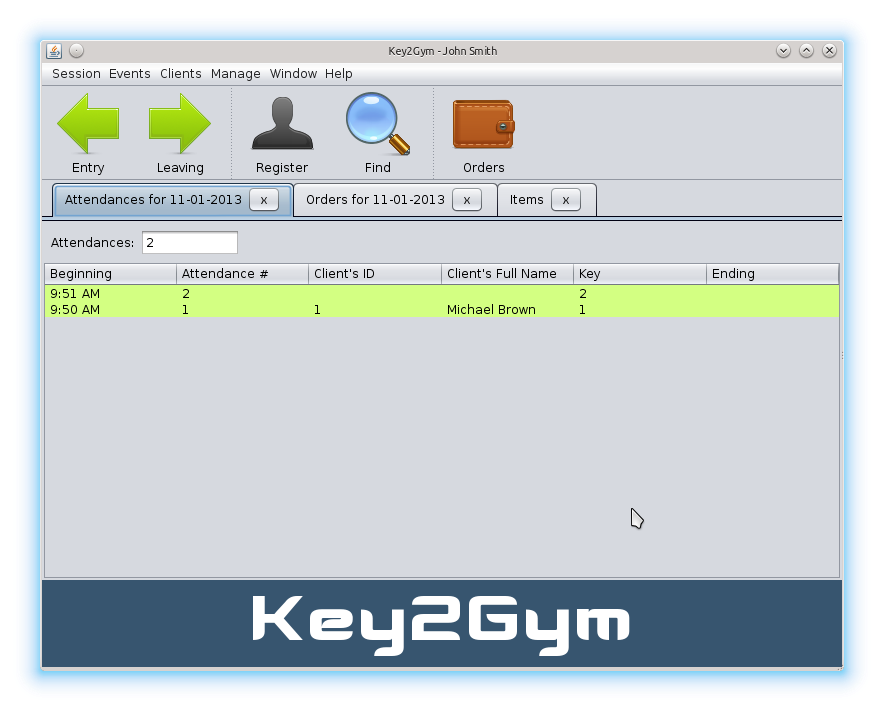 Key2Gym - John Smith
Session Events Clients Manage Window Help
Entry Leaving Register Find Orders
Attendances for 11-01-2013 x Orders for 11-01-2013 x Items x
Attendances: 2
Beginning Attendance # Client's ID Client's Full Name Key Ending
9:51 AM 2 2
9:50 AM 1 1 Michael Brown 1
Key2Gym